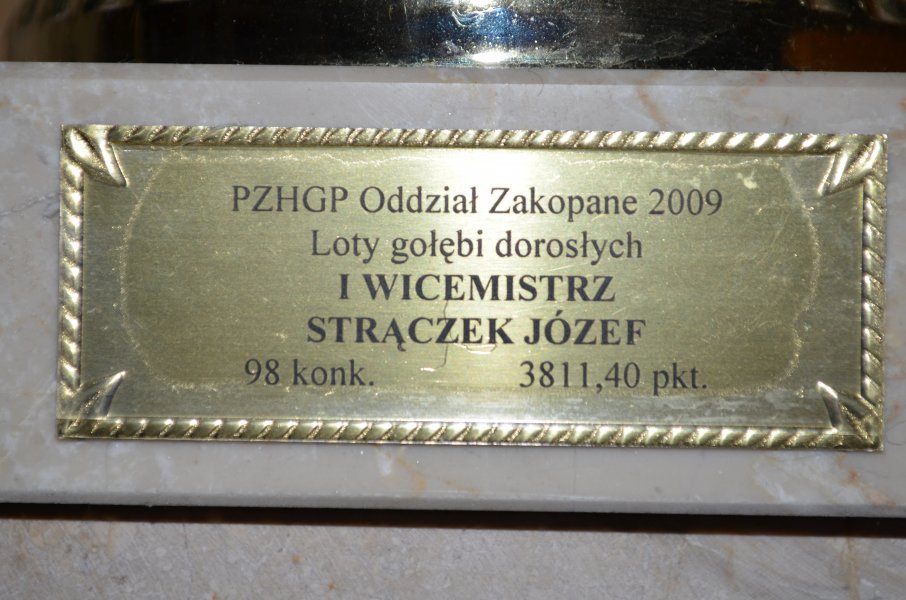 PZHGP Oddział Zakopane 2009
Loty gołębi dorosłych
I WICEMISTRZ
STRĄCZEK JÓZEF
98 konk. 3811,40 pkt.